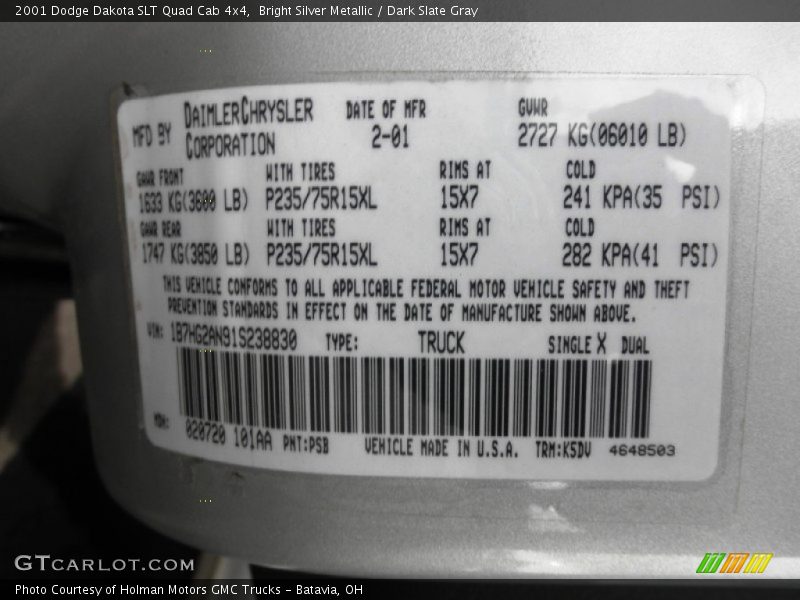 2001 Dodge Dakota SLT Quad Cab 4x4,  Bright Silver Metallic / Dark Slate Gray
MFD BY DAIMLERCHRYSLER CORPORATION DATE OF MFR 2-01 GVWR 2727 KG(06010 LB)
GAWR FRONT WITH TIRES RIMS AT COLD
1633 KG(3600 LB) P235/75R15XL 15X7 241 KPA(35 PSI)
GAWR REAR WITH TIRES RIMS AT COLD
1747 KG(3850 LB) P235/75R15XL 15X7 282 KPA(41 PSI)
THIS VEHICLE CONFORMS TO ALL APPLICABLE FEDERAL MOTOR VEHICLE SAFETY AND THEFT
PREVENTION STANDARDS IN EFFECT ON THE DATE OF MANUFACTURE SHOWN ABOVE.
VIN: 1B7HG2AN91S238830 TYPE: TRUCK SINGLE X DUAL
MDH: 020720 101AA PNT:PSB VEHICLE MADE IN U.S.A. TRM:K5DV 4648503
GTCARLOT.COM
Photo Courtesy of Holman Motors GMC Trucks – Batavia, OH